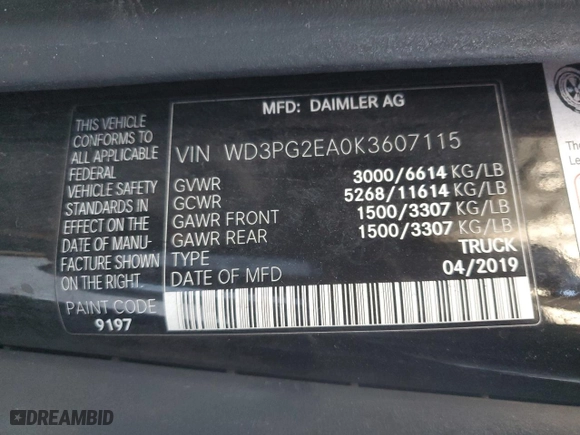 MFD: DAIMLER AG
THIS VEHICLE
CONFORMS TO
ALL APPLICABLE
FEDERAL
VEHICLE SAFETY
STANDARDS IN
EFFECT ON THE
DATE OF MANU-
FACTURE SHOWN
ON THE RIGHT.
PAINT CODE
9197
VIN WD3PG2EA0K3607115
GVWR 3000/6614 KG/LB
GCWR 5268/11614 KG/LB
GAWR FRONT 1500/3307 KG/LB
GAWR REAR 1500/3307 KG/LB
TYPE TRUCK
DATE OF MFD 04/2019
DREAMBID